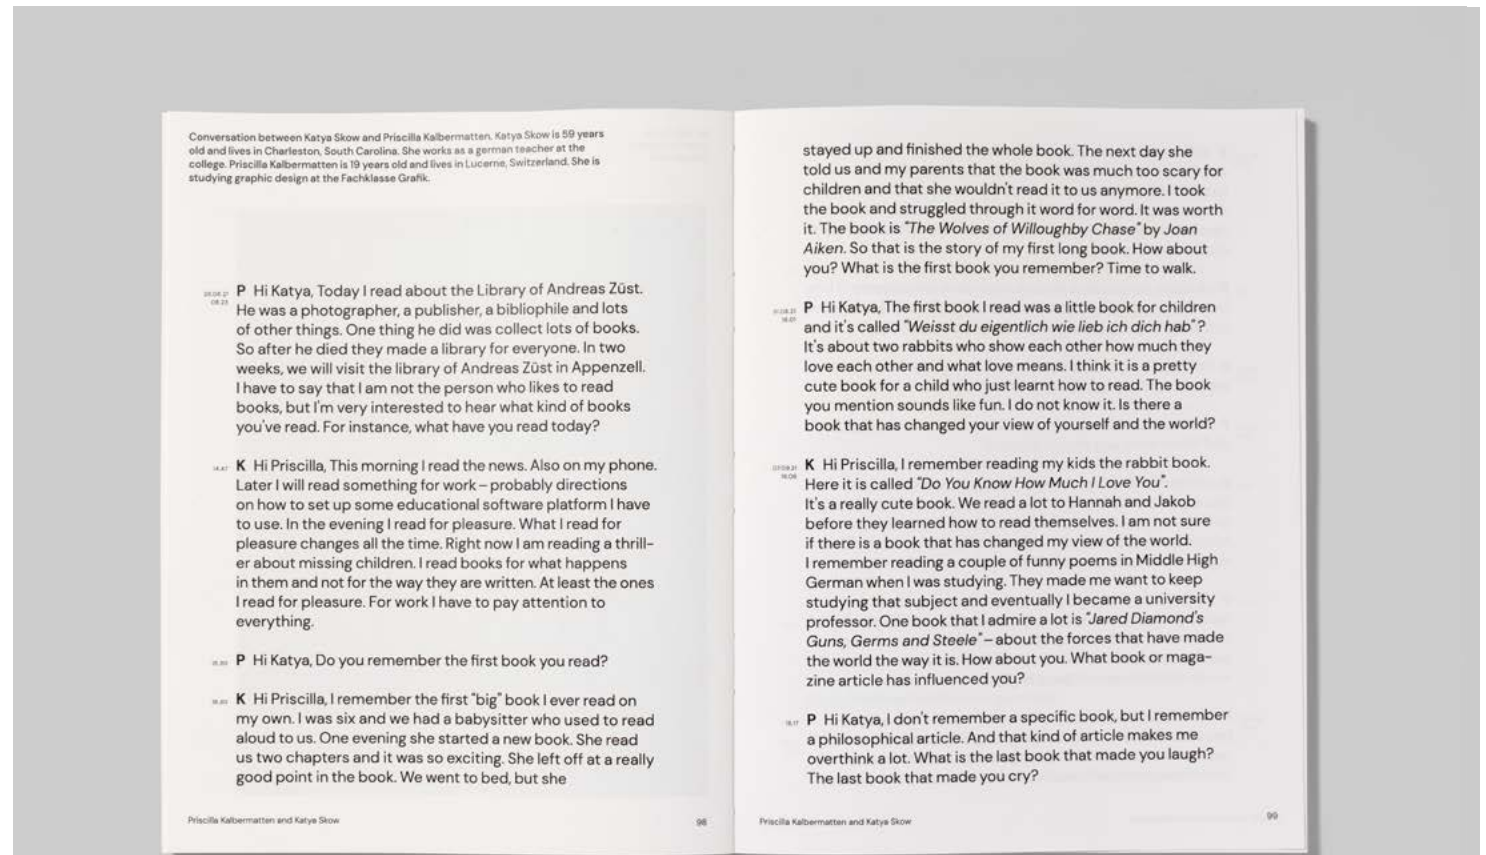 Conversation between Katya Skow and Priscilla Kalbermatten. Katya Skow is 59 years
old and lives in Charleston, South Carolina. She works as a german teacher at the
college. Priscilla Kalbermatten is 19 years old and lives in Lucerne, Switzerland. She is
studying graphic design at the Fachklasse Grafik.
P Hi Katya, Today I read about the Library of Andreas Züst.
He was a photographer, a publisher, a bibliophile and lots
of other things. One thing he did was collect lots of books.
So after he died they made a library for everyone. In two
weeks, we will visit the library of Andreas Züst in Appenzell.
I have to say that I am not the person who likes to read
books, but I'm very interested to hear what kind of books
you've read. For instance, what have you read today?
K Hi Priscilla, This morning I read the news. Also on my phone.
Later I will read something for work – probably directions
on how to set up some educational software platform I have
to use. In the evening I read for pleasure. What I read for
pleasure changes all the time. Right now I am reading a thrill-
er about missing children. I read books for what happens
in them and not for the way they are written. At least the ones
I read for pleasure. For work I have to pay attention to
everything.
P Hi Katya, Do you remember the first book you read?
K Hi Priscilla, I remember the first "big" book I ever read on
my own. I was six and we had a babysitter who used to read
aloud to us. One evening she started a new book. She read
us two chapters and it was so exciting. She left off at a really
good point in the book. We went to bed, but she
Priscilla Kalbermatten and Katya Skow
98
stayed up and finished the whole book. The next day she
told us and my parents that the book was much too scary for
children and that she wouldn't read it to us anymore. I took
the book and struggled through it word for word. It was worth
it. The book is "The Wolves of Willoughby Chase" by Joan
Aiken. So that is the story of my first long book. How about
you? What is the first book you remember? Time to walk.
P Hi Katya, The first book I read was a little book for children
and it's called "Weisst du eigentlich wie lieb ich dich hab"?
It's about two rabbits who show each other how much they
love each other and what love means. I think it is a pretty
cute book for a child who just learnt how to read. The book
you mention sounds like fun. I do not know it. Is there a
book that has changed your view of yourself and the world?
K Hi Priscilla, I remember reading my kids the rabbit book.
Here it is called "Do You Know How Much I Love You".
It's a really cute book. We read a lot to Hannah and Jakob
before they learned how to read themselves. I am not sure
if there is a book that has changed my view of the world.
I remember reading a couple of funny poems in Middle High
German when I was studying. They made me want to keep
studying that subject and eventually I became a university
professor. One book that I admire a lot is "Jared Diamond's
Guns, Germs and Steele" – about the forces that have made
the world the way it is. How about you. What book or maga-
zine article has influenced you?
P Hi Katya, I don't remember a specific book, but I remember
a philosophical article. And that kind of article makes me
overthink a lot. What is the last book that made you laugh?
The last book that made you cry?
Priscilla Kalbermatten and Katya Skow
99